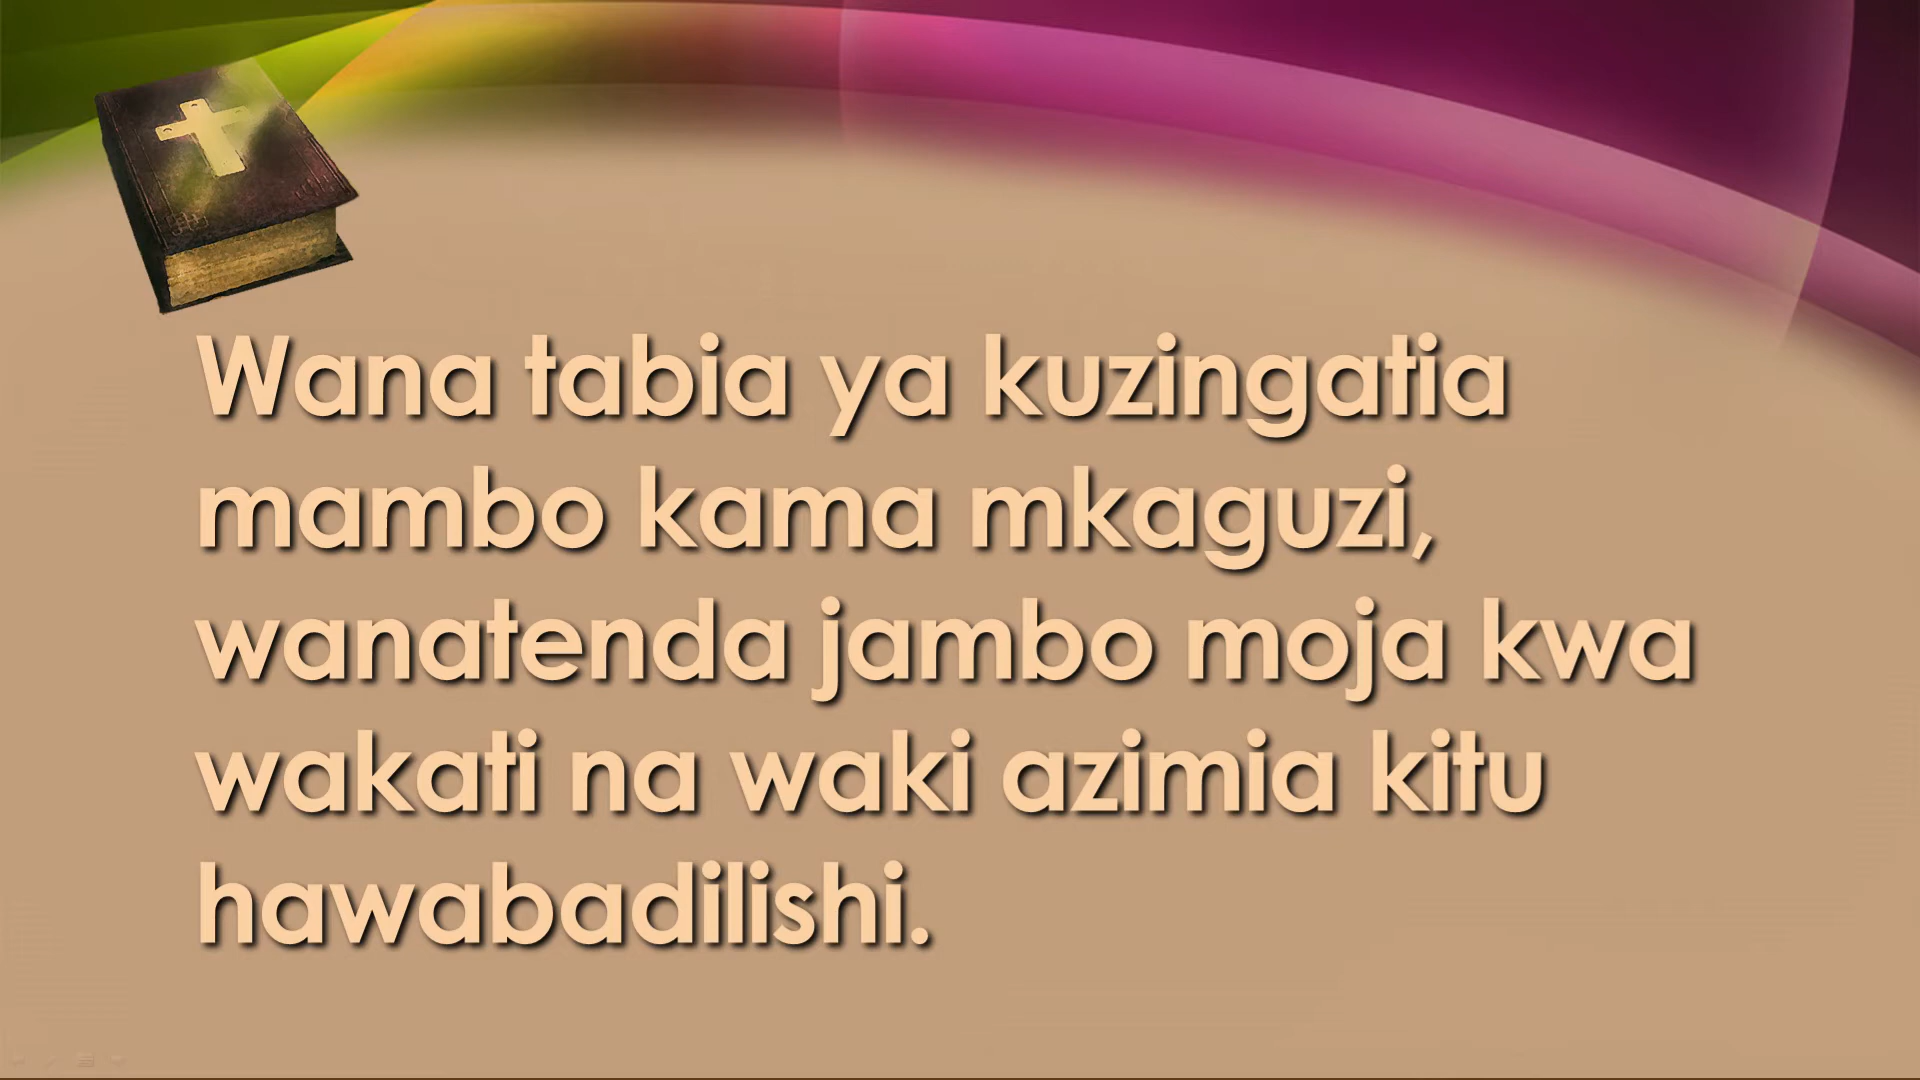 Wana tabia ya kuzingatia
mambo kama mkaguzi,
wanatenda jambo moja kwa
wakati na waki azimia kitu
hawabadilishi.